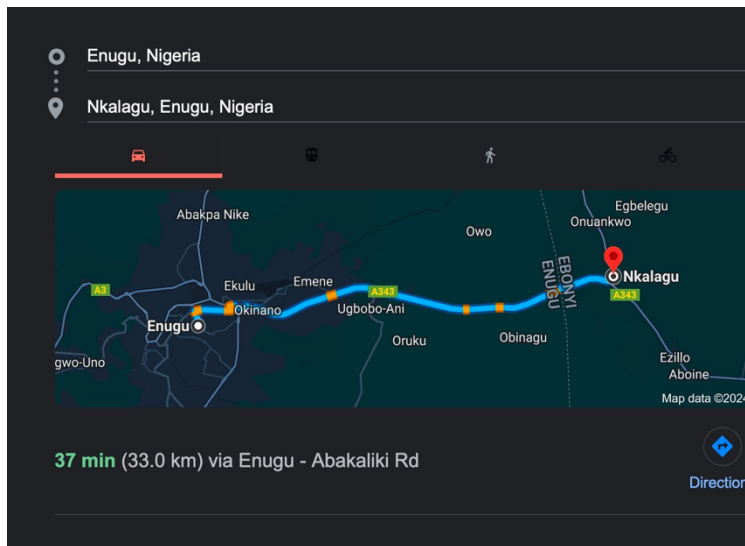 Enugu, Nigeria
Nkalagu, Enugu, Nigeria
Abakpa Nike
Egbelegu
Onuankwo
Owo
EBONYI
ENUGU
Nkalagu
A3
Ekulu
Emene
A343
A343
Okinano
Ugbobo-Ani
Enugu
Oruku
Obinagu
gwo-Uno
Ezillo
Aboine
Map data ©2024
37 min (33.0 km) via Enugu - Abakaliki Rd
Direction